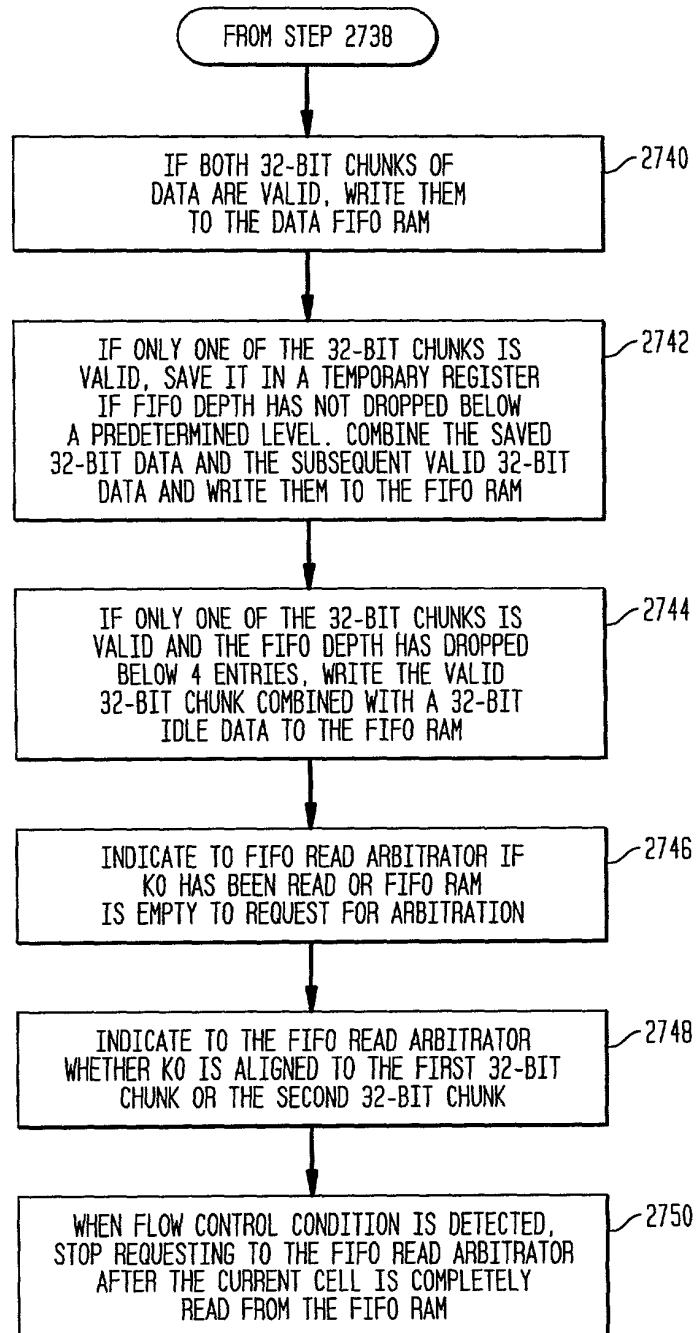 FROM STEP 2738
IF BOTH 32-BIT CHUNKS OF
DATA ARE VALID, WRITE THEM
TO THE DATA FIFO RAM
2740
IF ONLY ONE OF THE 32-BIT CHUNKS IS
VALID, SAVE IT IN A TEMPORARY REGISTER
IF FIFO DEPTH HAS NOT DROPPED BELOW
A PREDETERMINED LEVEL. COMBINE THE SAVED
32-BIT DATA AND THE SUBSEQUENT VALID 32-BIT
DATA AND WRITE THEM TO THE FIFO RAM
2742
IF ONLY ONE OF THE 32-BIT CHUNKS IS
VALID AND THE FIFO DEPTH HAS DROPPED
BELOW 4 ENTRIES, WRITE THE VALID
32-BIT CHUNK COMBINED WITH A 32-BIT
IDLE DATA TO THE FIFO RAM
2744
INDICATE TO FIFO READ ARBITRATOR IF
K0 HAS BEEN READ OR FIFO RAM
IS EMPTY TO REQUEST FOR ARBITRATION
2746
INDICATE TO THE FIFO READ ARBITRATOR
WHETHER K0 IS ALIGNED TO THE FIRST 32-BIT
CHUNK OR THE SECOND 32-BIT CHUNK
2748
WHEN FLOW CONTROL CONDITION IS DETECTED,
STOP REQUESTING TO THE FIFO READ ARBITRATOR
AFTER THE CURRENT CELL IS COMPLETELY
READ FROM THE FIFO RAM
2750